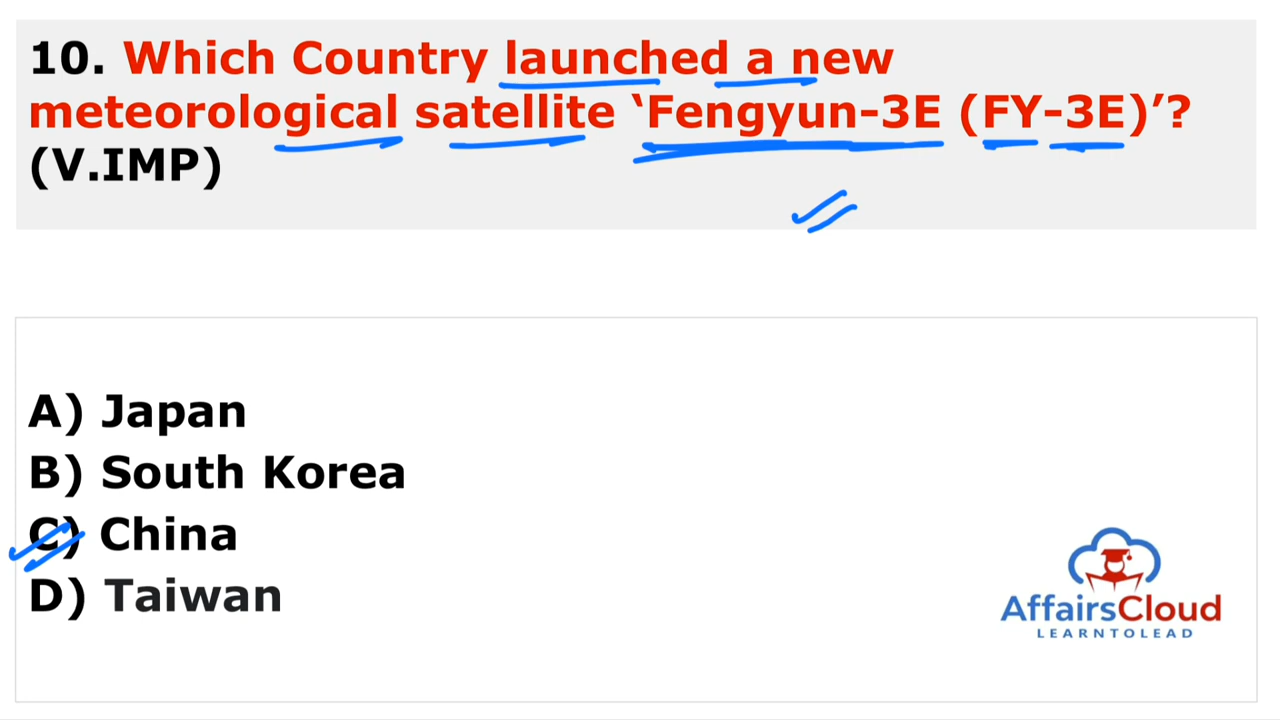 10. Which Country launched a new
meteorological satellite ‘Fengyun-3E (FY-3E)’?
(V.IMP)
A) Japan
B) South Korea
C) China
D) Taiwan
AffairsCloud
LEARNTOLEAD